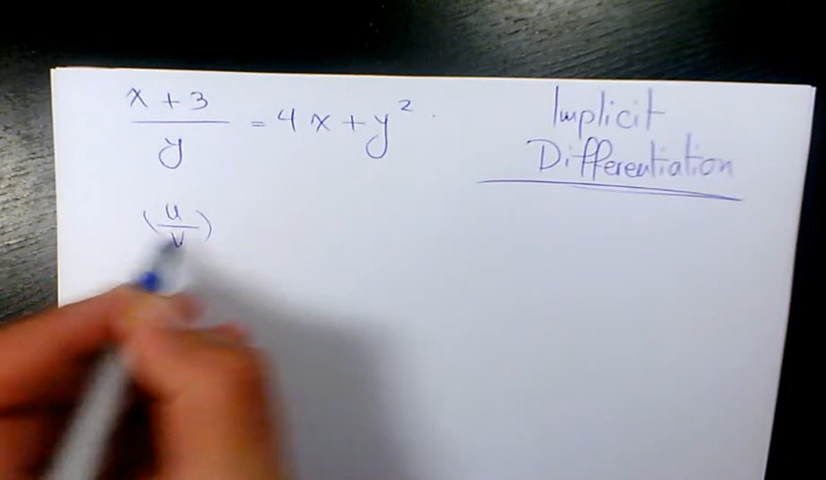 x + 3
———— = 4x + y²
y
Implicit
Differentiation
(u/v)